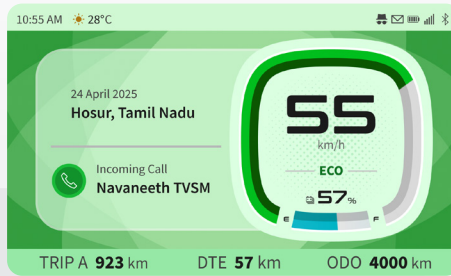 10:55 AM 28°C
24 April 2025
Hosur, Tamil Nadu
Incoming Call
Navaneeth TVSM
55
km/h
ECO
57%
E F
TRIP A 923 km DTE 57 km ODO 4000 km